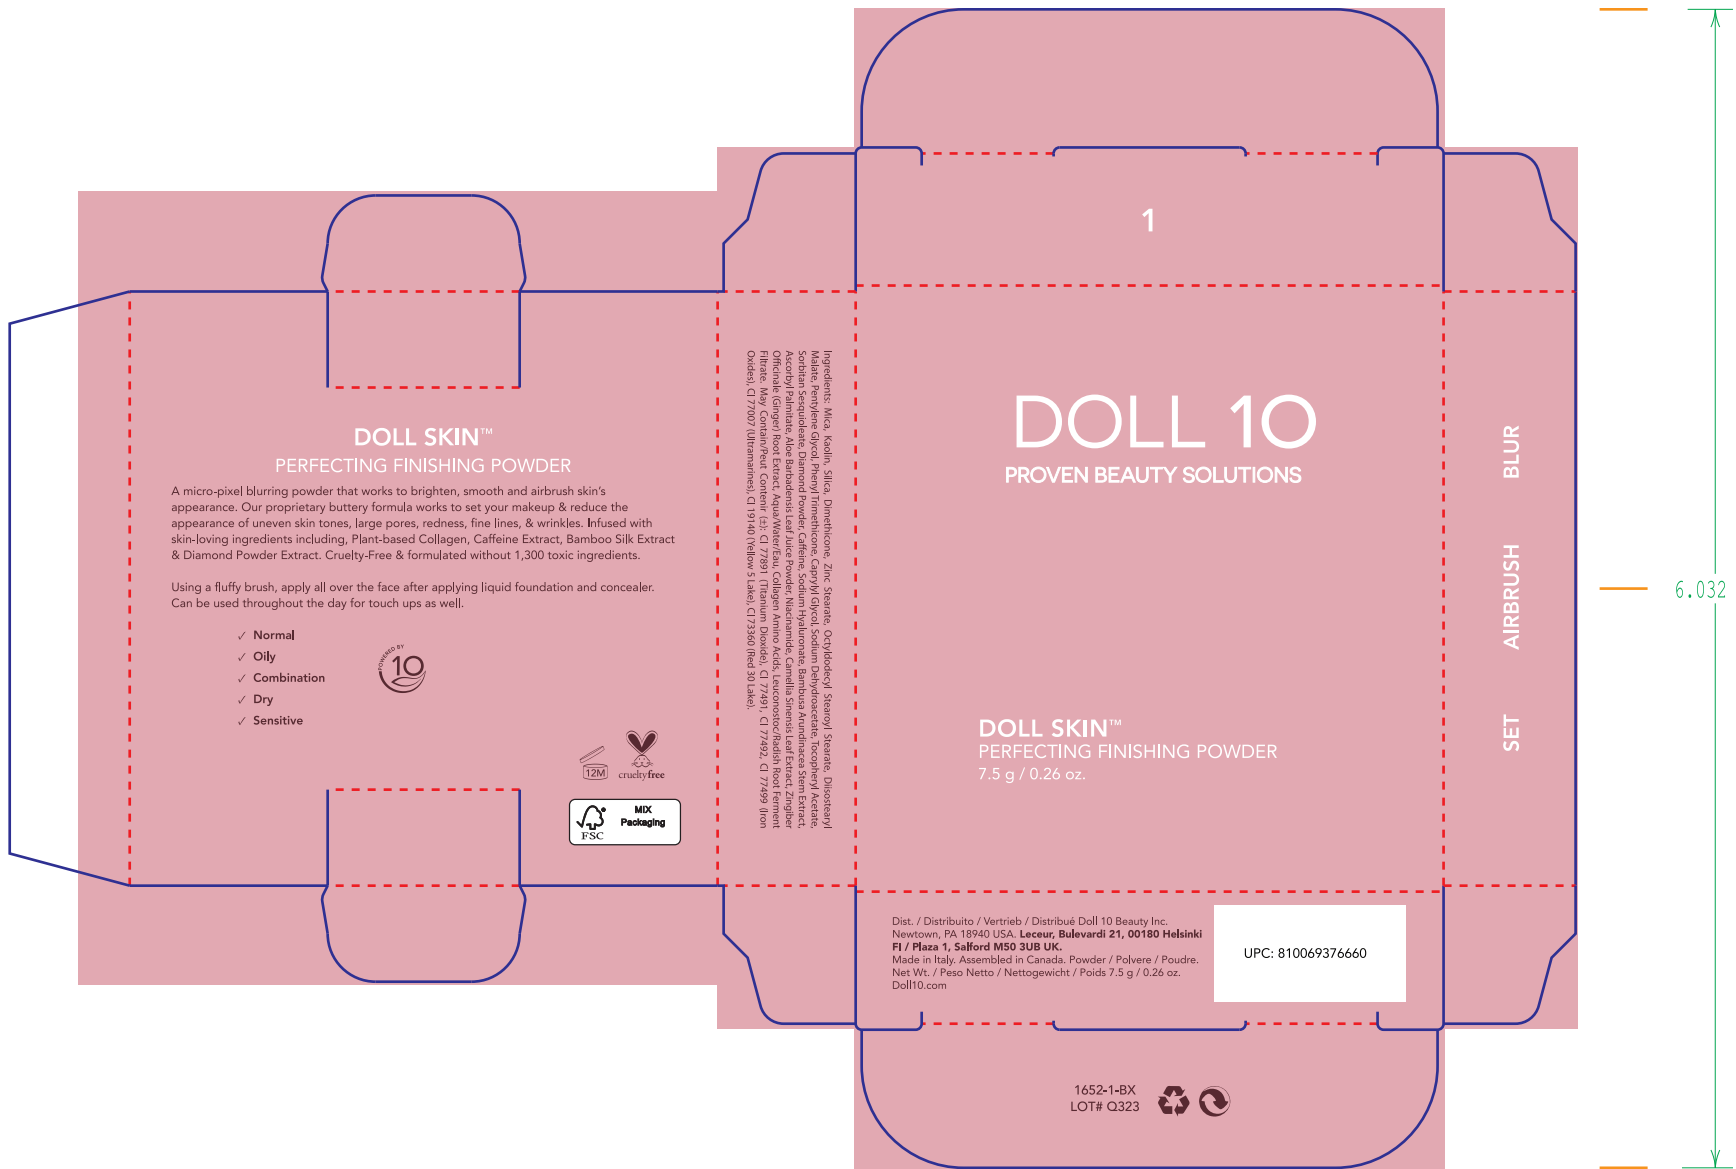 1
DOLL SKIN™
PERFECTING FINISHING POWDER
A micro-pixel blurring powder that works to brighten, smooth and airbrush skin's
appearance. Our proprietary buttery formula works to set your makeup & reduce the
appearance of uneven skin tones, large pores, redness, fine lines, & wrinkles. Infused with
skin-loving ingredients including, Plant-based Collagen, Caffeine Extract, Bamboo Silk Extract
& Diamond Powder Extract. Cruelty-Free & formulated without 1,300 toxic ingredients.
Using a fluffy brush, apply all over the face after applying liquid foundation and concealer.
Can be used throughout the day for touch ups as well.
✓ Normal
✓ Oily
✓ Combination
✓ Dry
✓ Sensitive
POWERED BY
10
12M
crueltyfree
FSC
MIX
Packaging
Ingredients: Mica, Kaolin, Silica, Dimethicone, Zinc Stearate, Octyldodecyl Stearoyl Stearate, Diisostearyl
Malate, Pentylene Glycol, Phenyl Trimethicone, Caprylyl Glycol, Sodium Dehydroacetate, Tocopheryl Acetate,
Sorbitan Sesquioleate, Diamond Powder, Caffeine, Sodium Hyaluronate, Bambusa Arundinacea Stem Extract,
Ascorbyl Palmitate, Aloe Barbadensis Leaf Juice Powder, Niacinamide, Camellia Sinensis Leaf Extract, Zingiber
Officinale (Ginger) Root Extract, Aqua/Water/Eau, Collagen Amino Acids, Leuconostoc/Radish Root Ferment
Filtrate. May Contain/Peut Contenir (±): CI 77891 (Titanium Dioxide), CI 77491, CI 77492, CI 77499 (Iron
Oxides), CI 77007 (Ultramarines), CI 19140 (Yellow 5 Lake), CI 73360 (Red 30 Lake).
DOLL 10
PROVEN BEAUTY SOLUTIONS
DOLL SKIN™
PERFECTING FINISHING POWDER
7.5 g / 0.26 oz.
SET AIRBRUSH BLUR
6.032
Dist. / Distribuito / Vertrieb / Distribué Doll 10 Beauty Inc.
Newtown, PA 18940 USA. Leceur, Bulevardi 21, 00180 Helsinki
FI / Plaza 1, Salford M50 3UB UK.
Made in Italy. Assembled in Canada. Powder / Polvere / Poudre.
Net Wt. / Peso Netto / Nettogewicht / Poids 7.5 g / 0.26 oz.
Doll10.com
UPC: 810069376660
1652-1-BX
LOT# Q323